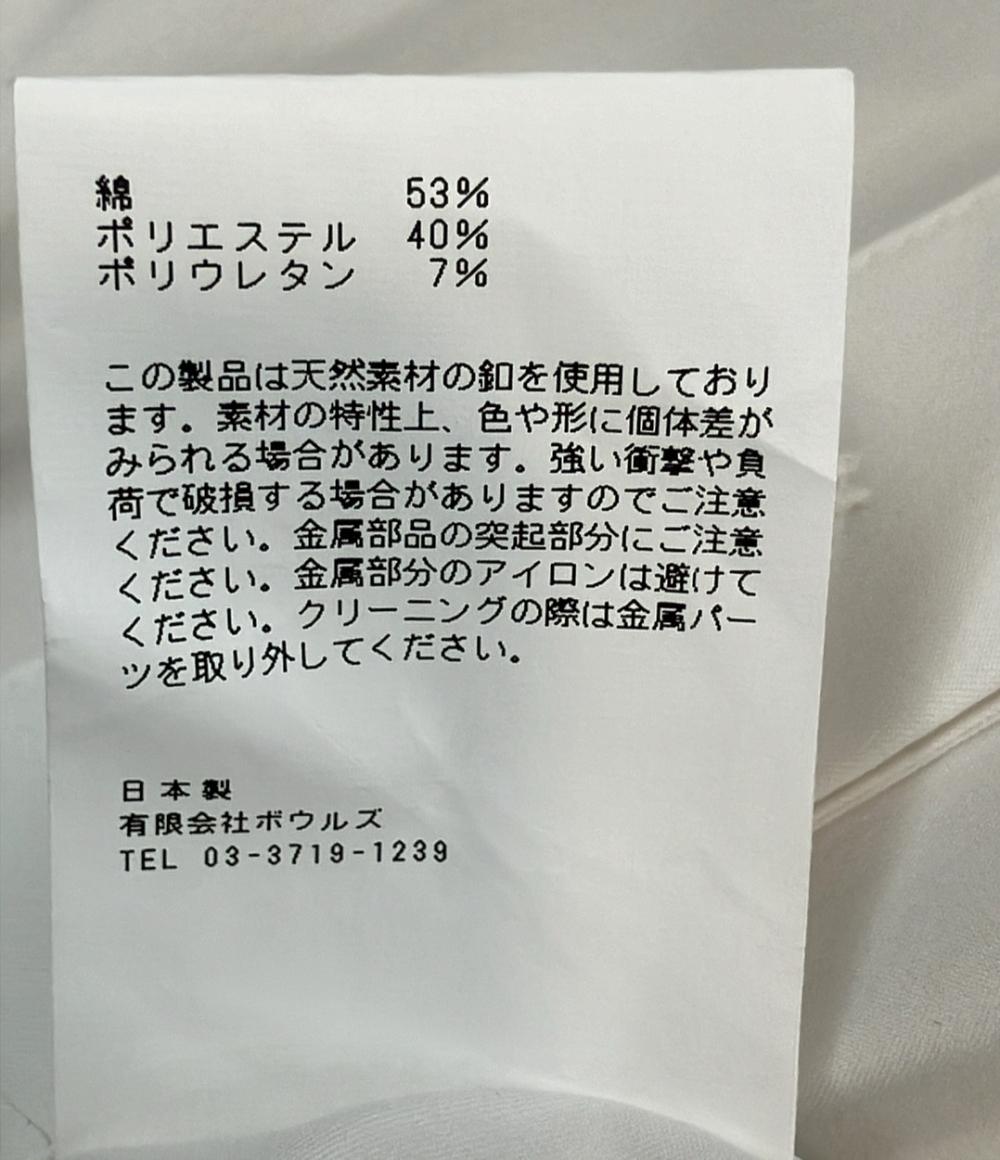 綿 53%
ポリエステル 40%
ポリウレタン 7%
この製品は天然素材の釦を使用しており
ます。素材の特性上、色や形に個体差が
みられる場合があります。強い衝撃や負
荷で破損する場合がありますのでご注意
ください。金属部品の突起部分にご注意
ください。金属部分のアイロンは避けて
ください。クリーニングの際は金属パー
ツを取り外してください。
日本製
有限会社ボウルズ
TEL 03-3719-1239